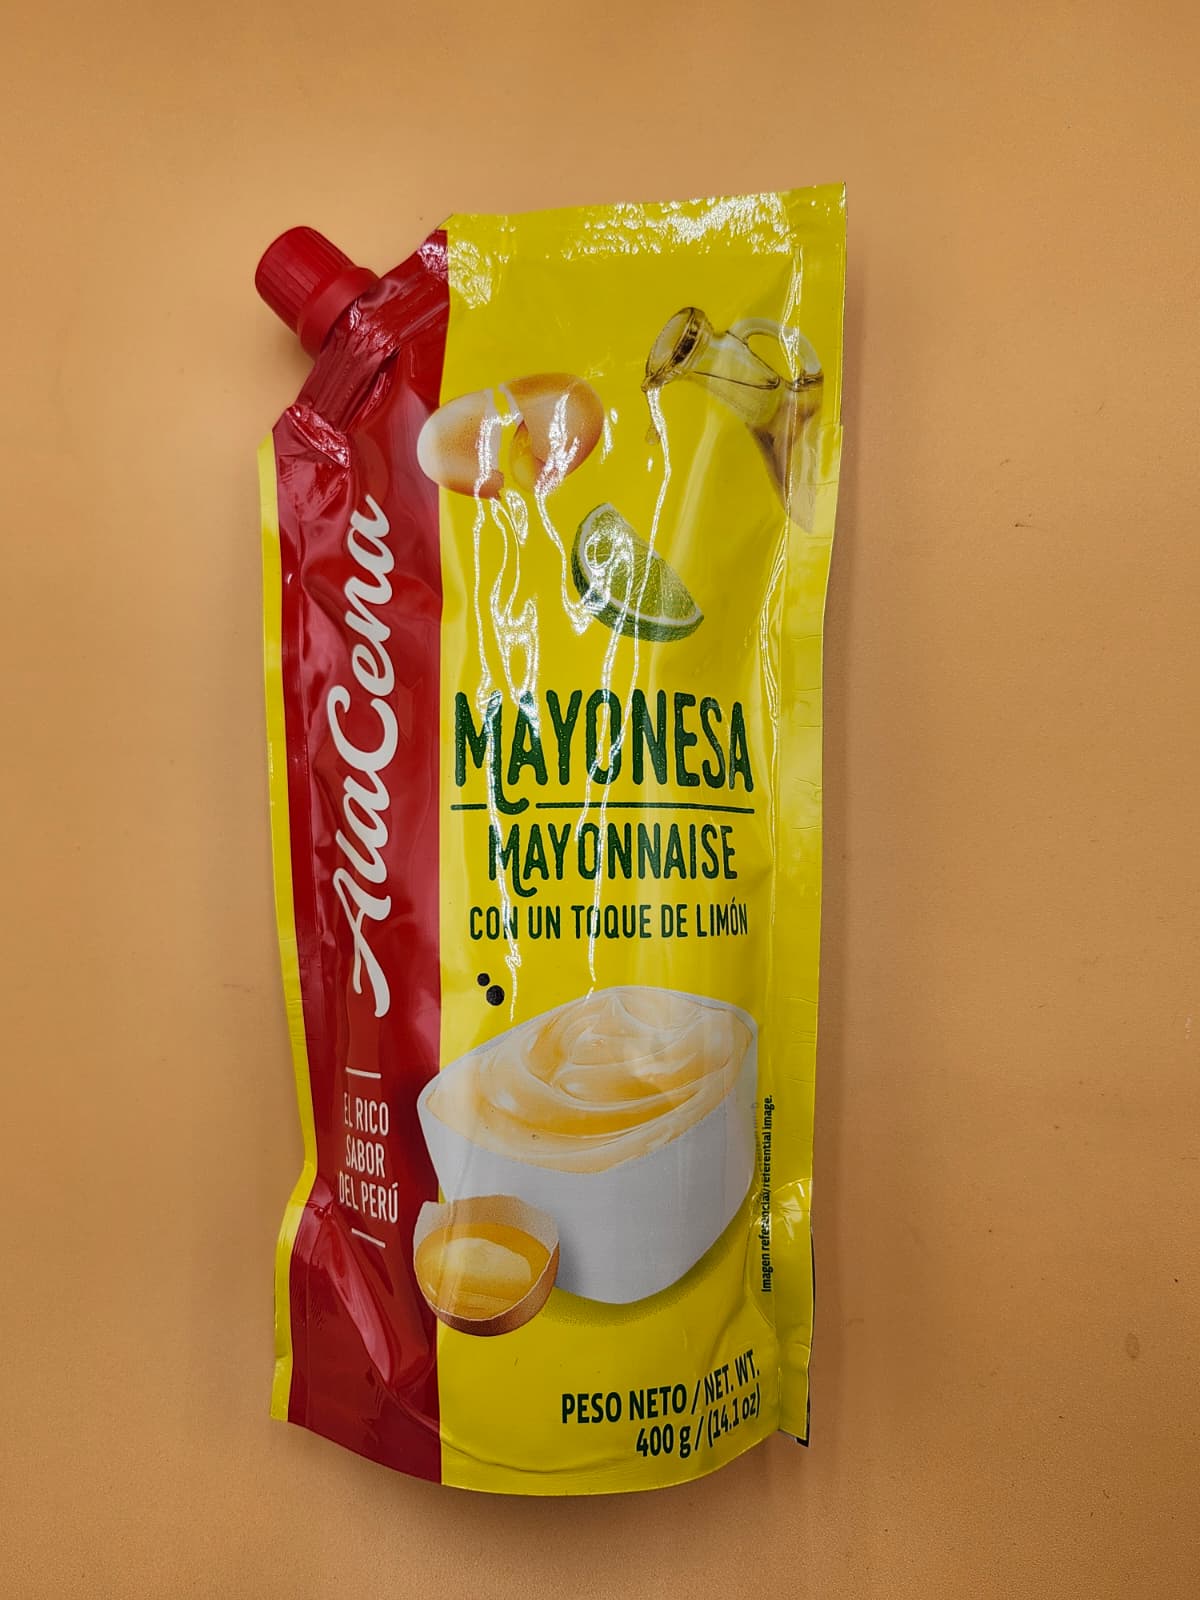 AlaCena
EL RICO
SABOR
DEL PERÚ
MAYONESA
MAYONNAISE
CON UN TOQUE DE LIMÓN
Imagen referencial/referential image.
PESO NETO / NET. WT.
400 g / (14.1 oz)